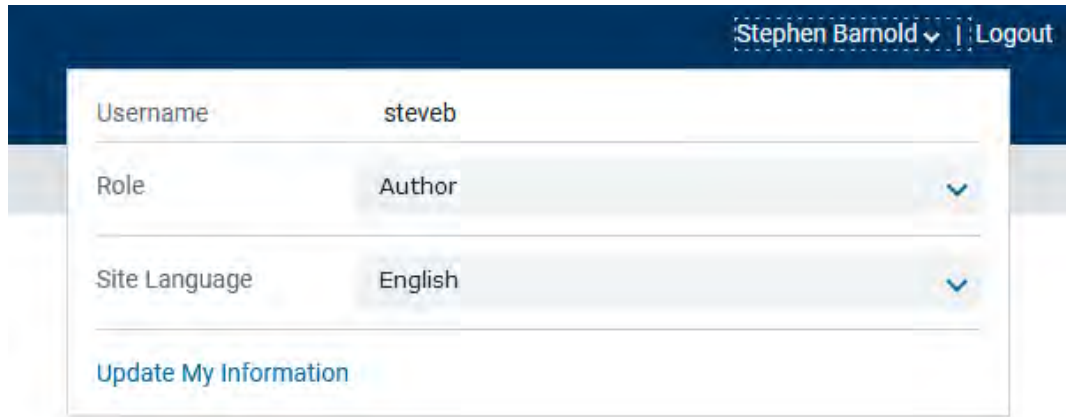 Stephen Barnold | Logout
Username steveb
Role Author
Site Language English
Update My Information